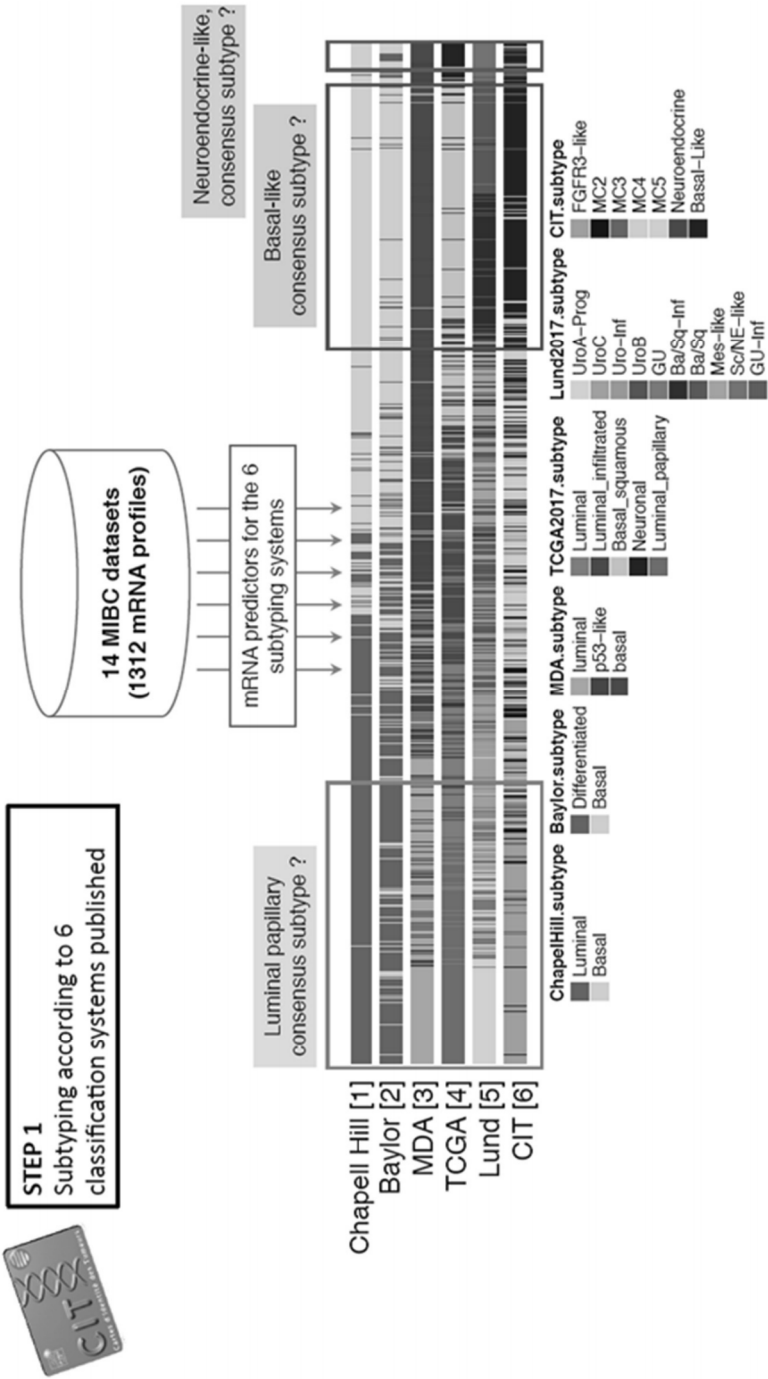 STEP 1
Subtyping according to 6
classification systems published
14 MIBC datasets
(1312 mRNA profiles)
mRNA predictors for the 6
subtyping systems
Luminal papillary
consensus subtype ?
Basal-like
consensus subtype ?
Neuroendocrine-like,
consensus subtype ?
Chapell Hill [1]
Baylor [2]
MDA [3]
TCGA [4]
Lund [5]
CIT [6]
ChapelHill.subtype
Luminal
Basal
Baylor.subtype
Differentiated
Basal
MDA.subtype
luminal
p53-like
basal
TCGA2017.subtype
Luminal
Luminal_infiltrated
Basal_squamous
Neuronal
Luminal_papillary
Lund2017.subtype
UroA-Prog
UroC
Uro-Inf
UroB
GU
Ba/Sq-Inf
Ba/Sq
Mes-like
Sc/NE-like
GU-Inf
CIT.subtype
FGFR3-like
MC2
MC3
MC4
MC5
Neuroendocrine
Basal-Like
CIT